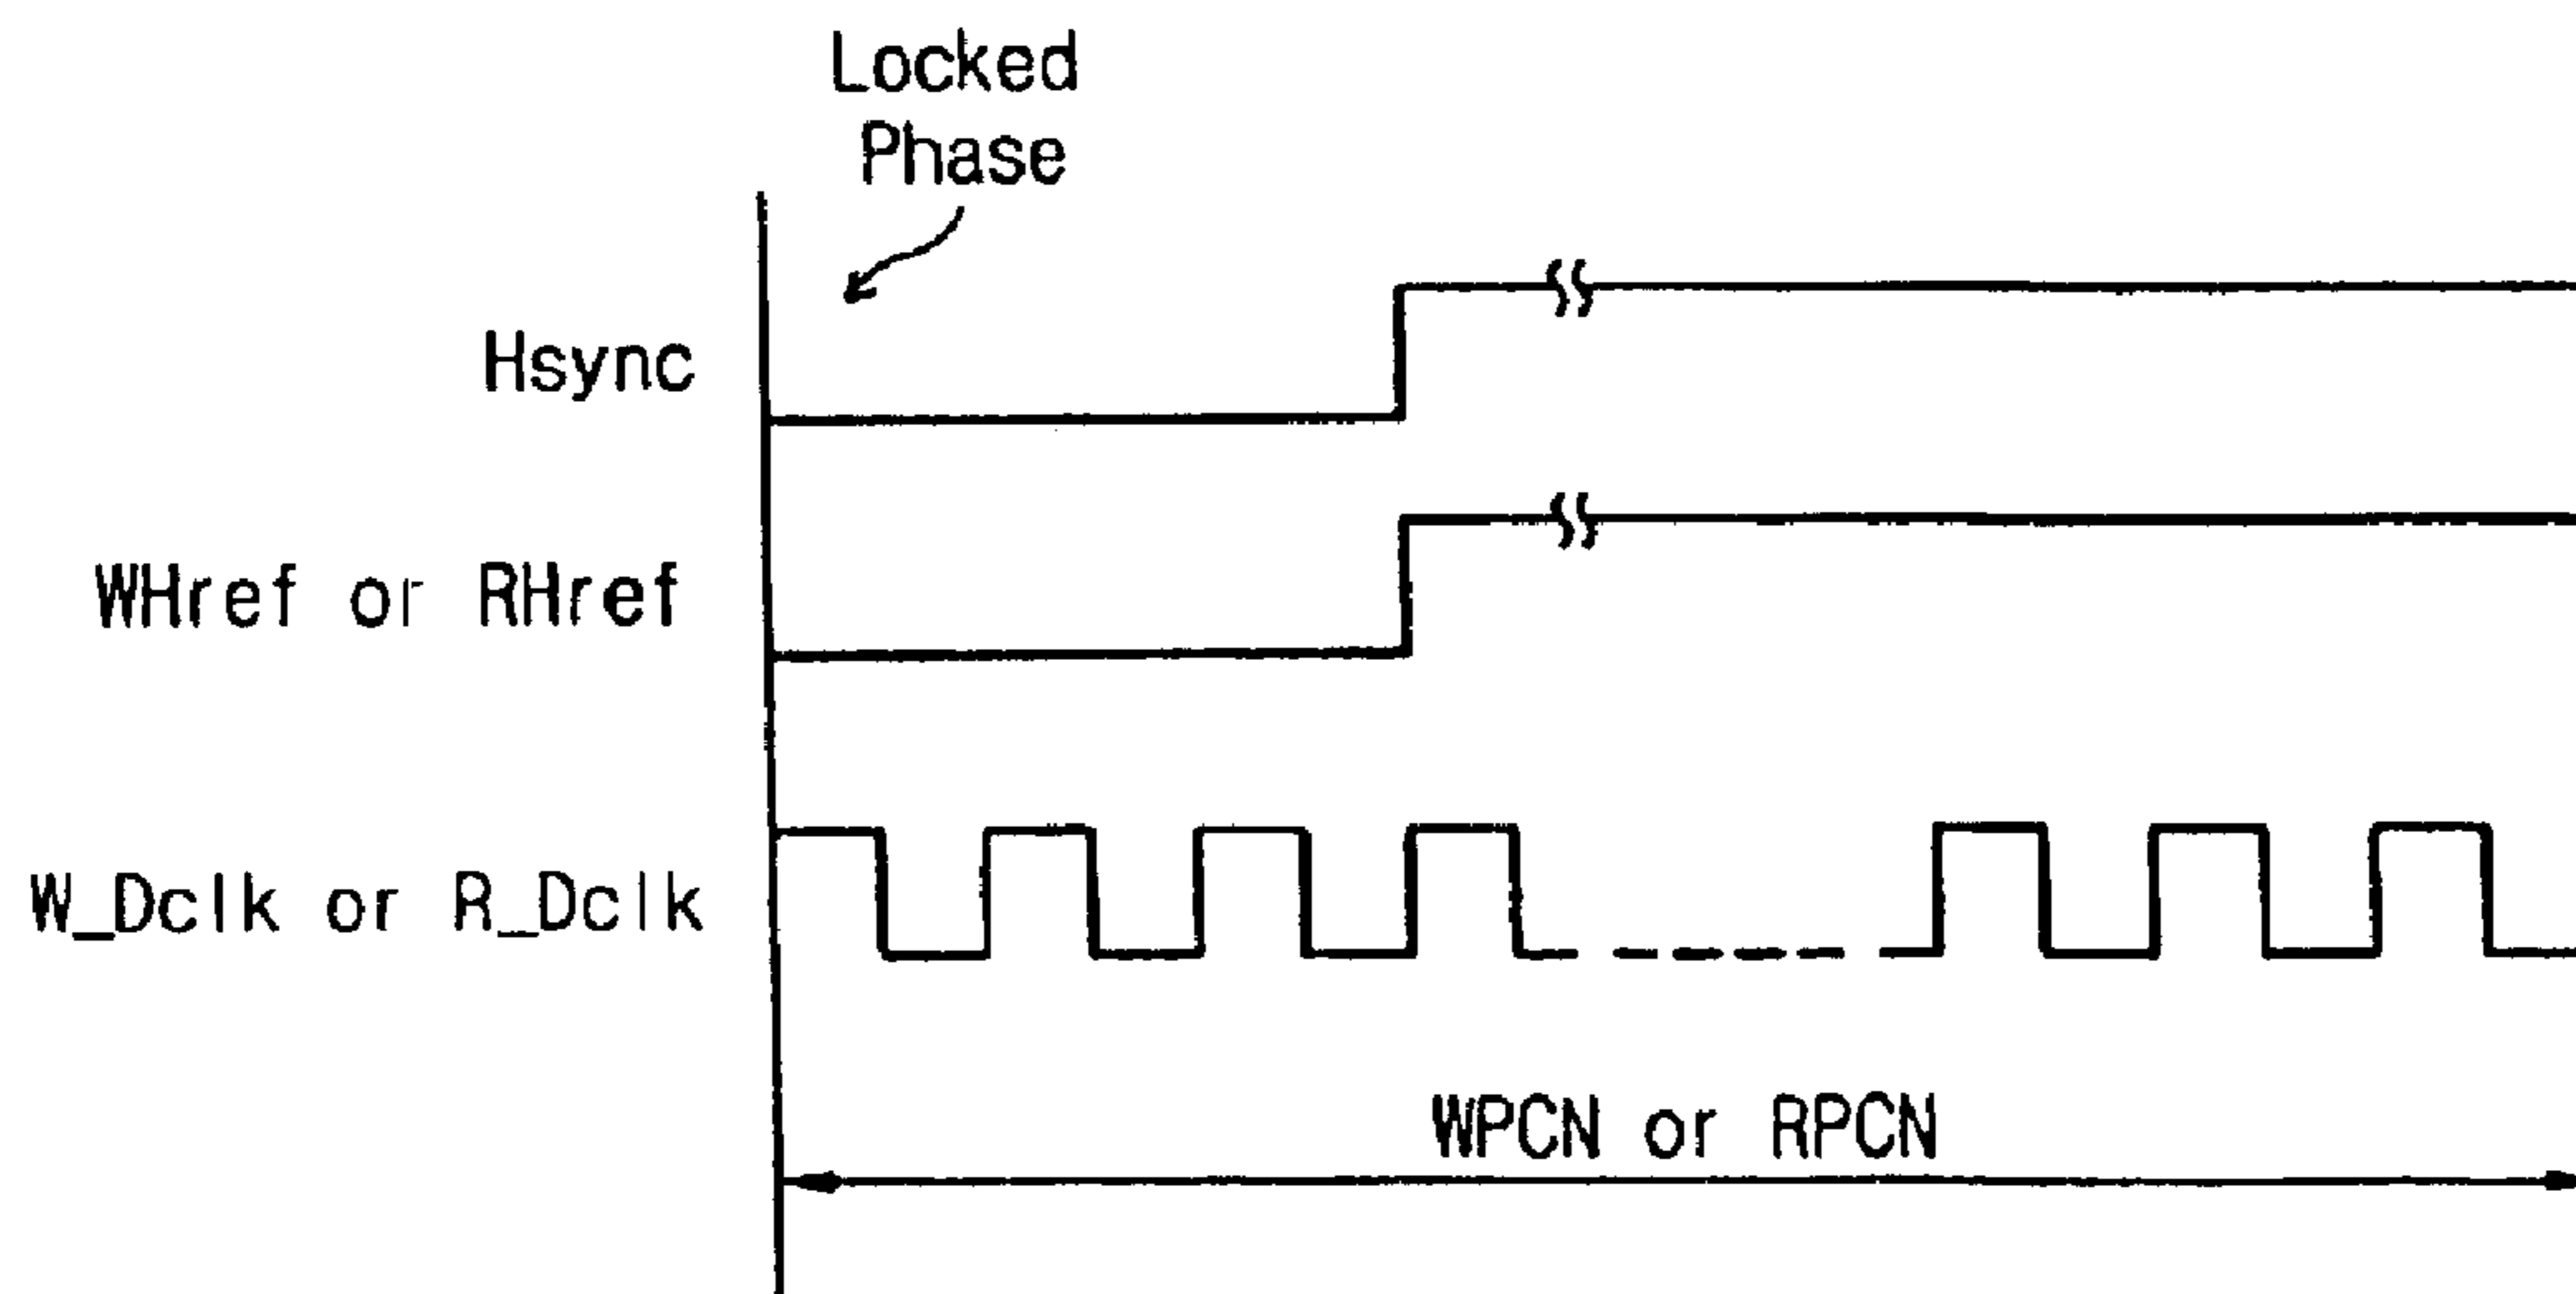 Locked
Phase
Hsync
WHref or RHref
W_Dclk or R_Dclk
WPCN or RPCN